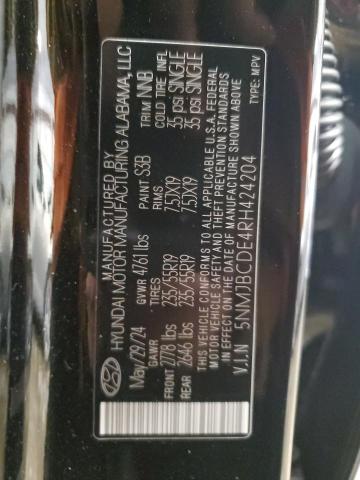 MANUFACTURED BY
HYUNDAI MOTOR MANUFACTURING ALABAMA, LLC
May/29/24 GVWR 4761 lbs PAINT S3B TRIM NNB
GAWR TIRES RIMS COLD TIRE INFL
FRONT 2778 lbs 235/55R19 7.5JX19 35 psi SINGLE
REAR 2646 lbs 235/55R19 7.5JX19 35 psi SINGLE
THIS VEHICLE CONFORMS TO ALL APPLICABLE U.S.A. FEDERAL
MOTOR VEHICLE SAFETY AND THEFT PREVENTION
STANDARDS IN EFFECT ON THE DATE OF MANUFACTURE SHOWN ABOVE
V.I.N 5NMJBCDE4RH424204 TYPE: MPV